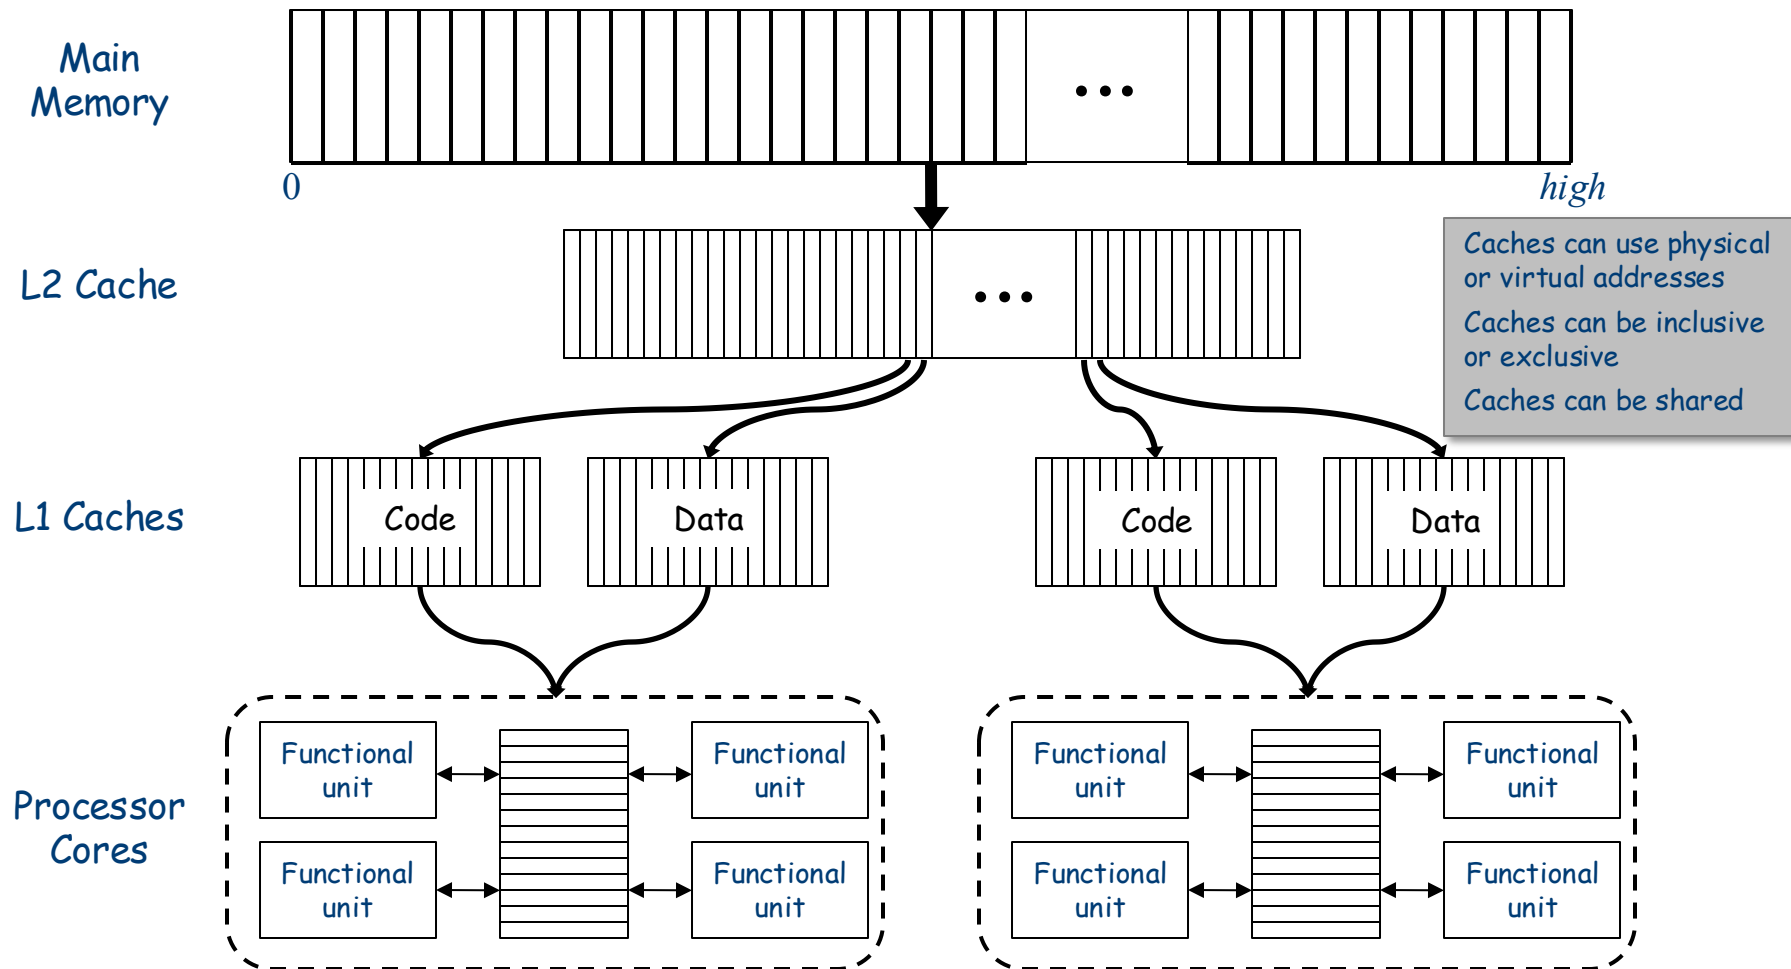 Main
Memory
...
0
high
L2 Cache
...
Caches can use physical
or virtual addresses
Caches can be inclusive
or exclusive
Caches can be shared
L1 Caches
Code
Data
Code
Data
Processor
Cores
Functional
unit
Functional
unit
Functional
unit
Functional
unit
Functional
unit
Functional
unit
Functional
unit
Functional
unit